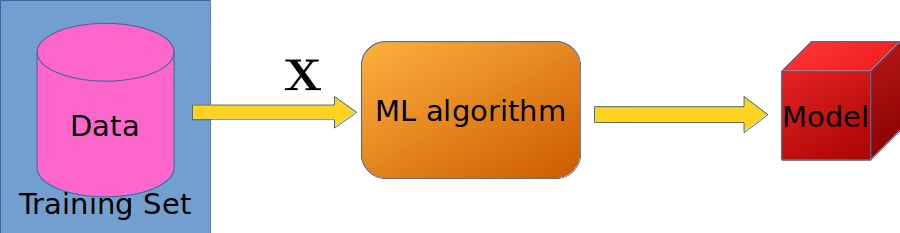 X
Data
ML algorithm
Model
Training Set